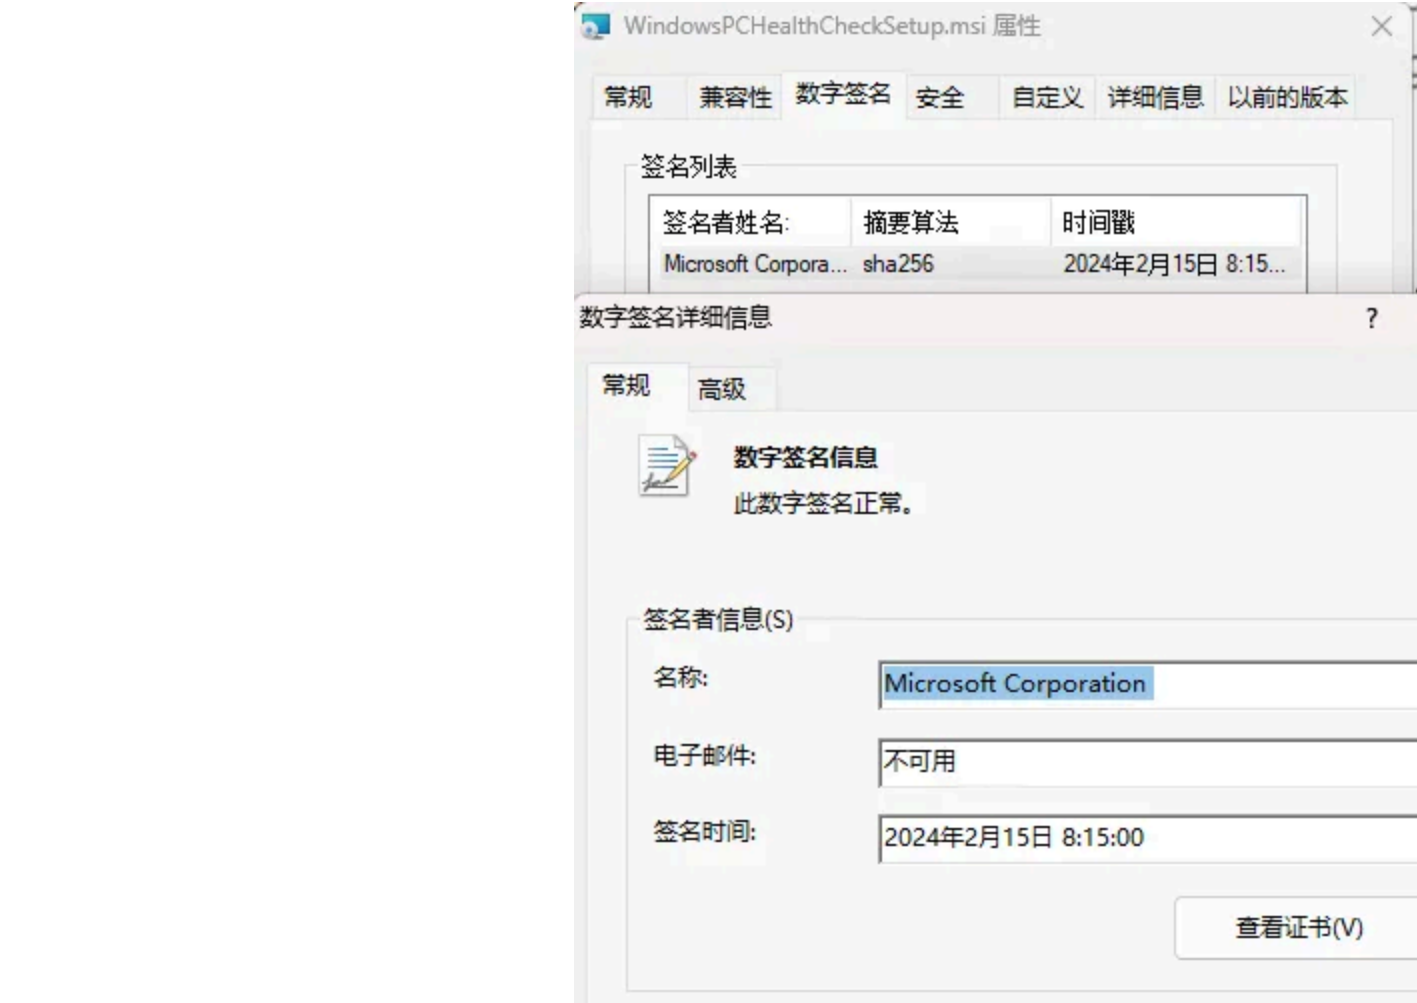 WindowsPCHealthCheckSetup.msi 属性
常规 兼容性 数字签名 安全 自定义 详细信息 以前的版本
签名列表
签名者姓名: 摘要算法 时间戳
Microsoft Corpora... sha256 2024年2月15日 8:15...
数字签名详细信息 ?
常规 高级
数字签名信息
此数字签名正常。
签名者信息(S)
名称: Microsoft Corporation
电子邮件: 不可用
签名时间: 2024年2月15日 8:15:00
查看证书(V)